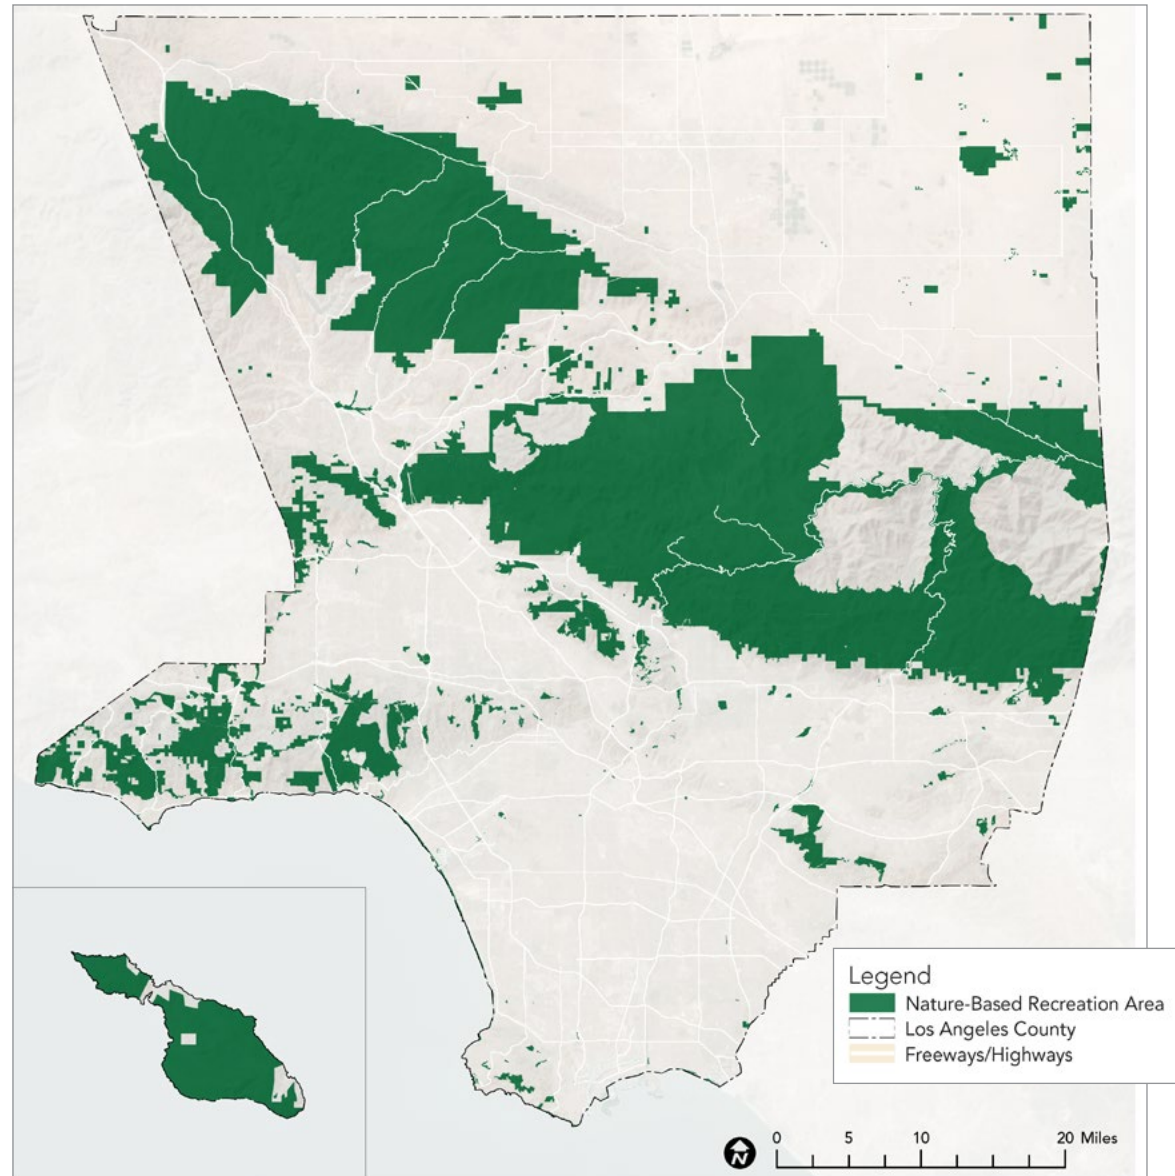 Legend
Nature-Based Recreation Area
Los Angeles County
Freeways/Highways
N
0 5 10 20 Miles